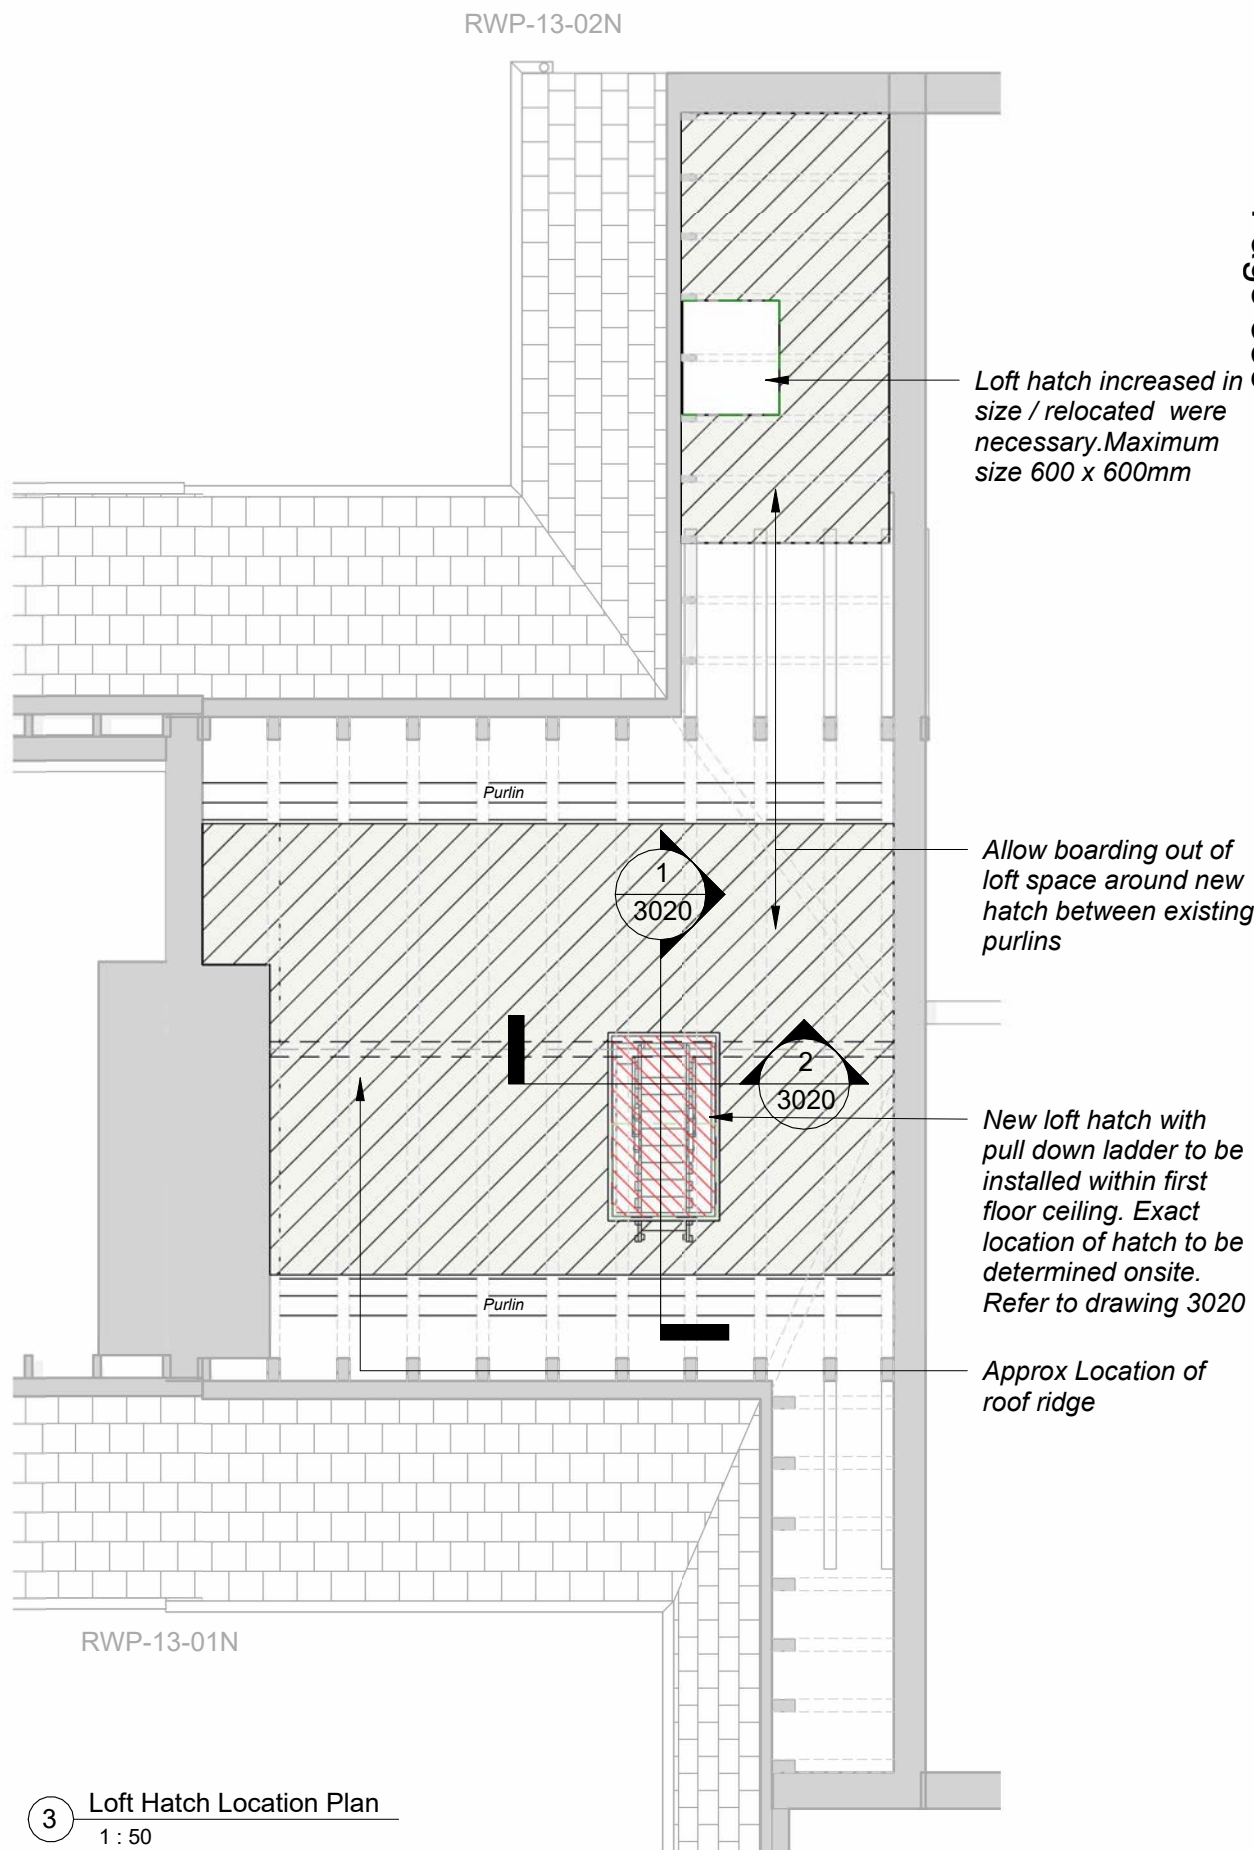 RWP-13-02N
Loft hatch increased in
size / relocated were
necessary.Maximum
size 600 x 600mm
Purlin
1
3020
Allow boarding out of
loft space around new
hatch between existing
purlins
2
3020
New loft hatch with
pull down ladder to be
installed within first
floor ceiling. Exact
location of hatch to be
determined onsite.
Refer to drawing 3020
Purlin
Approx Location of
roof ridge
RWP-13-01N
3
Loft Hatch Location Plan
1 : 50